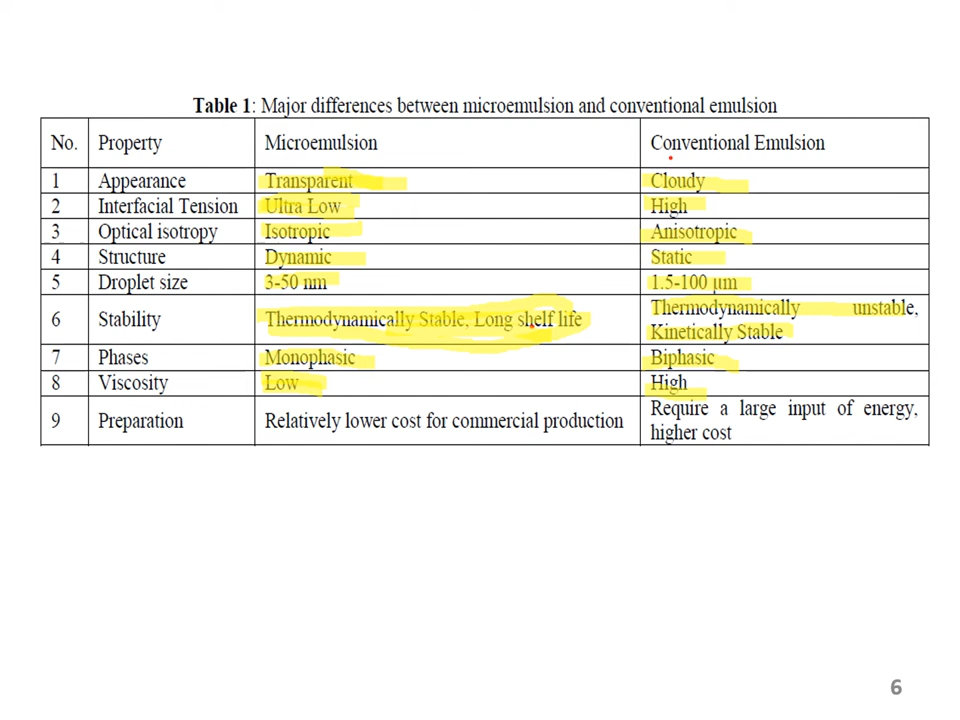 Table 1: Major differences between microemulsion and conventional emulsion
No. Property Microemulsion Conventional Emulsion
1 Appearance Transparent Cloudy
2 Interfacial Tension Ultra Low High
3 Optical isotropy Isotropic Anisotropic
4 Structure Dynamic Static
5 Droplet size 3-50 nm 1.5-100 μm
6 Stability Thermodynamically Stable, Long shelf life Thermodynamically unstable,
Kinetically Stable
7 Phases Monophasic Biphasic
8 Viscosity Low High
9 Preparation Relatively lower cost for commercial production Require a large input of energy,
higher cost
6